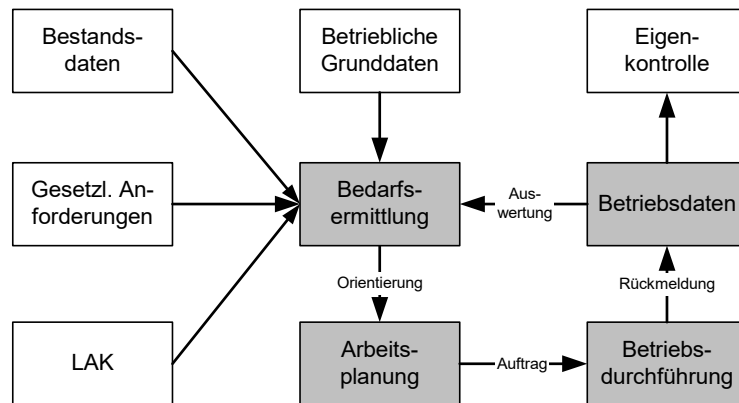 Bestands-
daten
Betriebliche
Grunddaten
Eigen-
kontrolle
Gesetzl. An-
forderungen
Bedarfs-
ermittlung
Aus-
wertung
Betriebsdaten
Orientierung
Rückmeldung
LAK
Arbeits-
planung
Auftrag
Betriebs-
durchführung